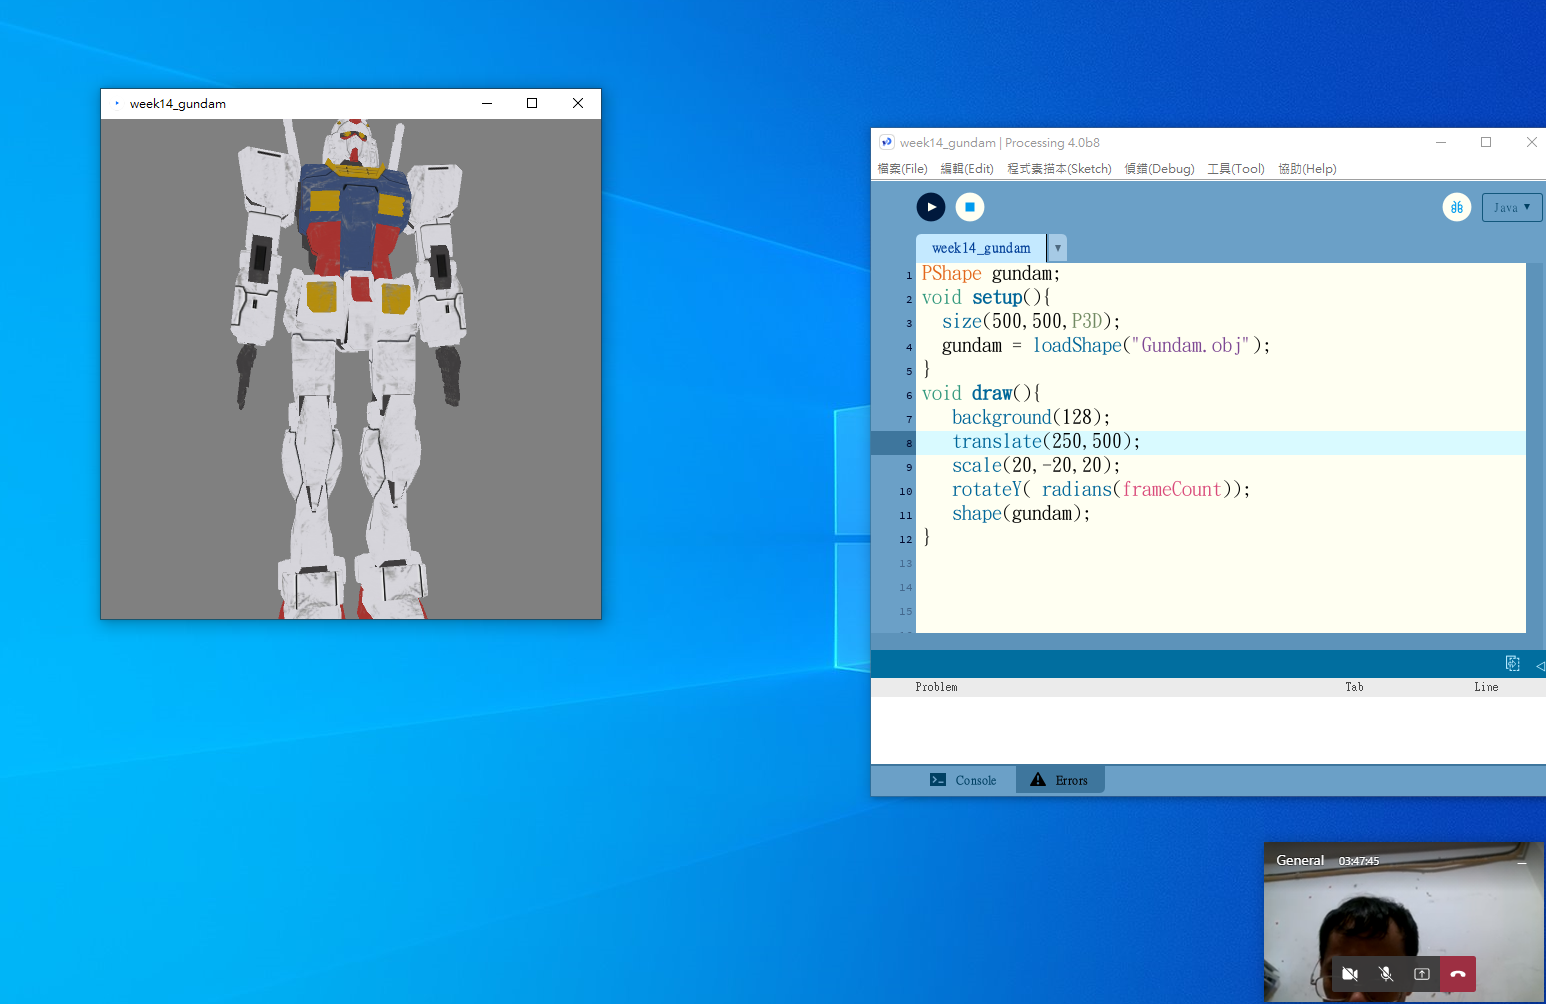 week14_gundam
week14_gundam | Processing 4.0b8
檔案(File) 編輯(Edit) 程式素描本(Sketch) 偵錯(Debug) 工具(Tool) 協助(Help)
Java ▼
week14_gundam ▼
1 PShape gundam;
2 void setup(){
3 size(500,500,P3D);
4 gundam = loadShape("Gundam.obj");
5 }
6 void draw(){
7 background(128);
8 translate(250,500);
9 scale(20,-20,20);
10 rotateY( radians(frameCount));
11 shape(gundam);
12 }
13
14
15
Problem Tab Line
Console Errors
General 03:47:45